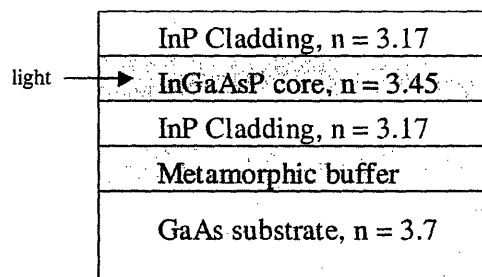 InP Cladding, n = 3.17
light
InGaAsP core, n = 3.45
InP Cladding, n = 3.17
Metamorphic buffer
GaAs substrate, n = 3.7